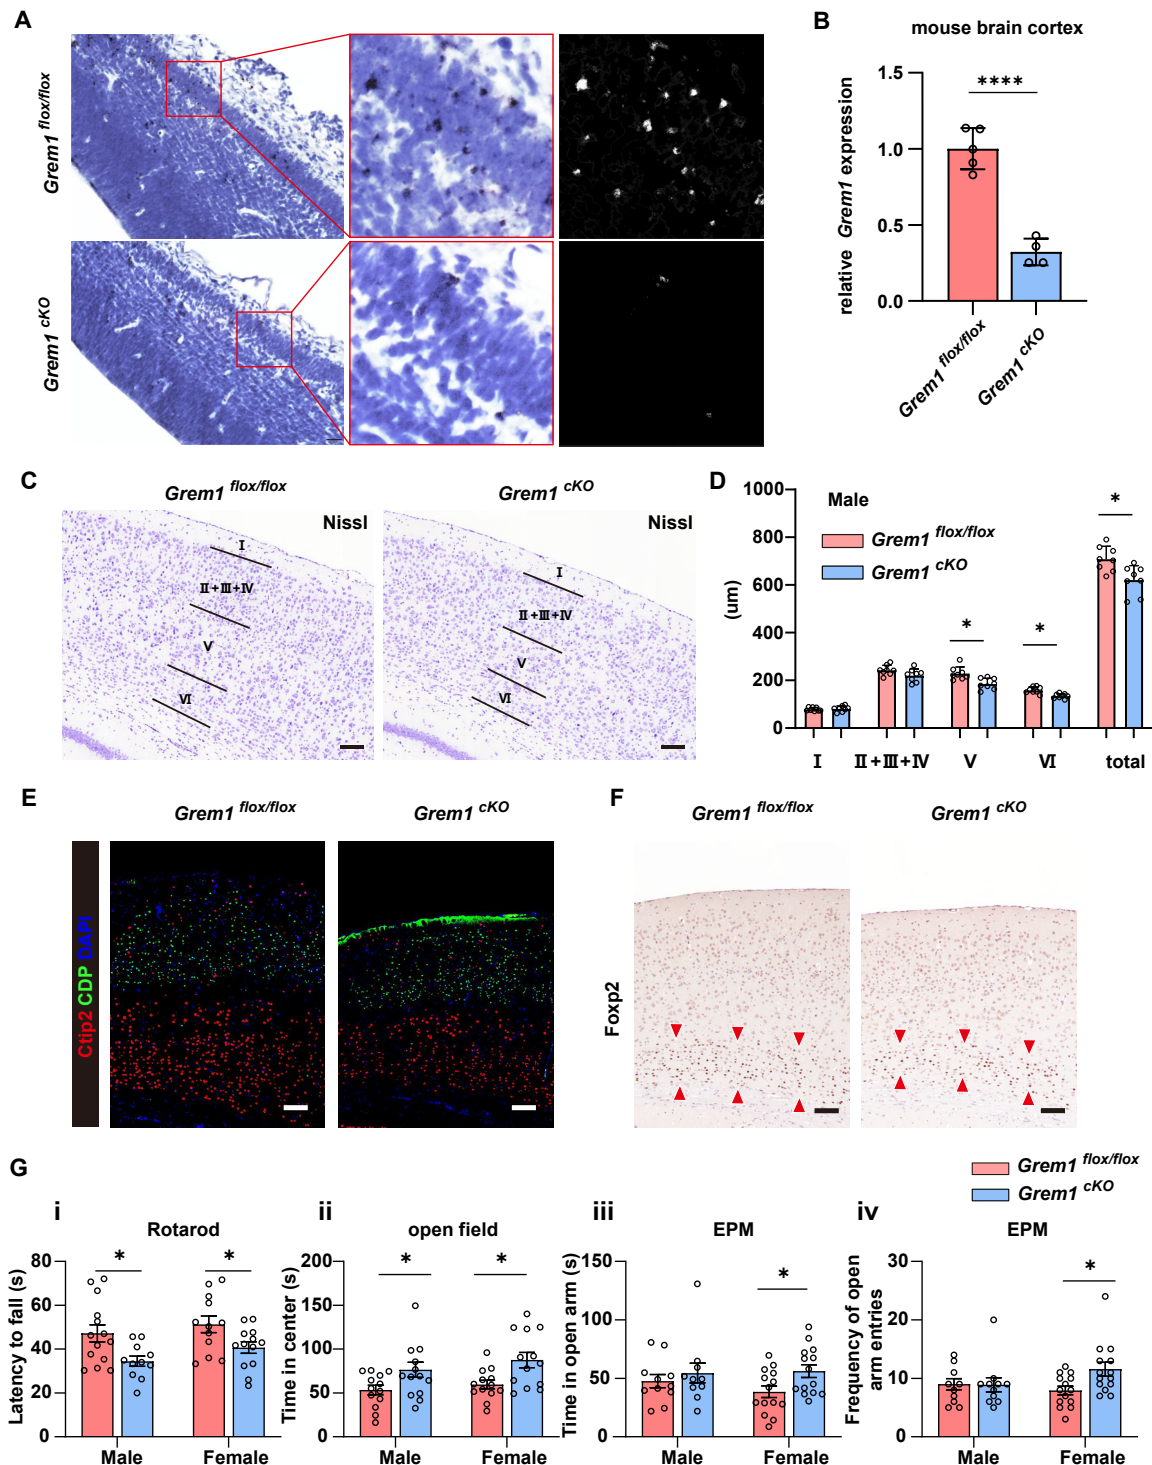 A
Grem1 flox/flox
Grem1 cKO
B
mouse brain cortex
relative Grem1 expression
1.5
1.0
0.5
0.0
****
Grem1 flox/flox
Grem1 cKO
C
Grem1 flox/flox
Grem1 cKO
Nissl
I
II+III+IV
V
VI
Nissl
I
II+III+IV
V
VI
D
(um)
1000
800
600
400
200
0
Male
Grem1 flox/flox
Grem1 cKO
*
*
*
I
II+III+IV
V
VI
total
E
Grem1 flox/flox
Grem1 cKO
Ctip2 CDP DAPI
F
Grem1 flox/flox
Grem1 cKO
Foxp2
G
Grem1 flox/flox
Grem1 cKO
i
Rotarod
Latency to fall (s)
80
60
40
20
0
*
*
Male
Female
ii
open field
Time in center (s)
200
150
100
50
0
*
*
Male
Female
iii
EPM
Time in open arm (s)
150
100
50
0
*
Male
Female
iv
EPM
Frequency of open
arm entries
30
20
10
0
*
Male
Female